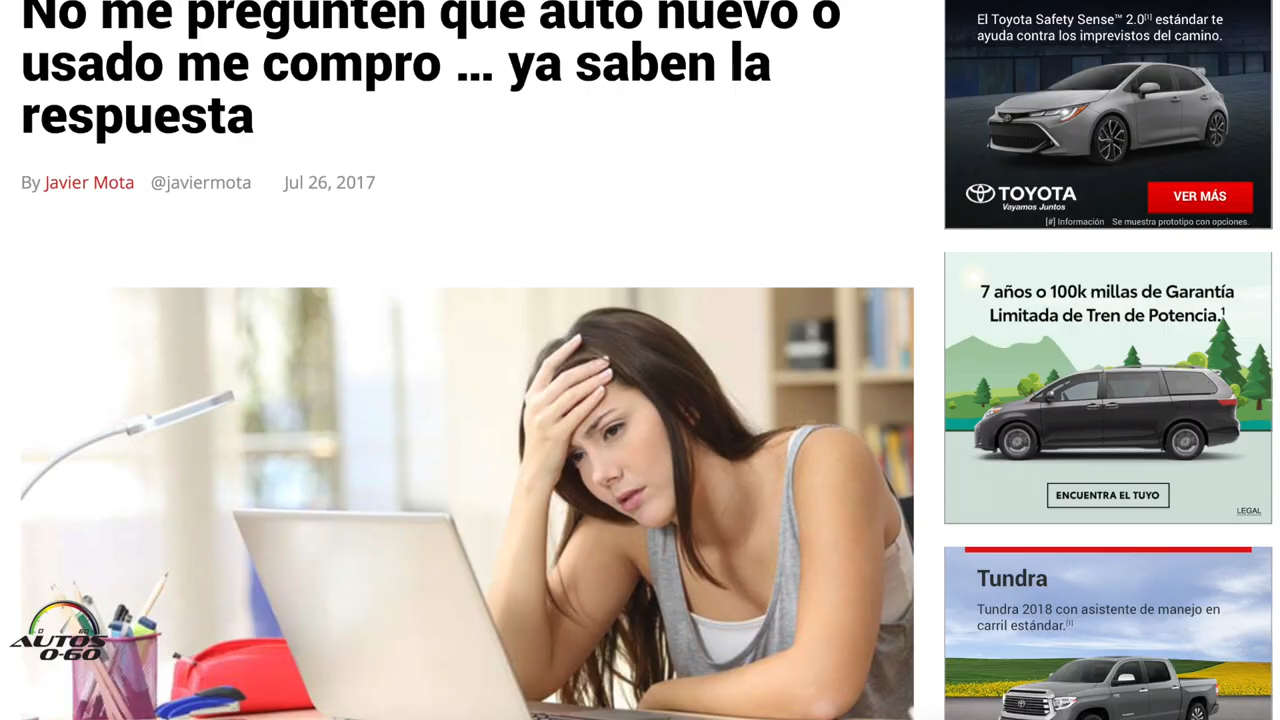 No me pregunten qué auto nuevo o
usado me compro ... ya saben la
respuesta
By Javier Mota @javiermota Jul 26, 2017
El Toyota Safety Sense™ 2.0[1] estándar te
ayuda contra los imprevistos del camino.
TOYOTA
Vayamos Juntos
VER MÁS
[#] Información Se muestra prototipo con opciones.
7 años o 100k millas de Garantía
Limitada de Tren de Potencia.1
ENCUENTRA EL TUYO
LEGAL
Tundra
Tundra 2018 con asistente de manejo en
carril estándar.[1]
AUTOS
0-60